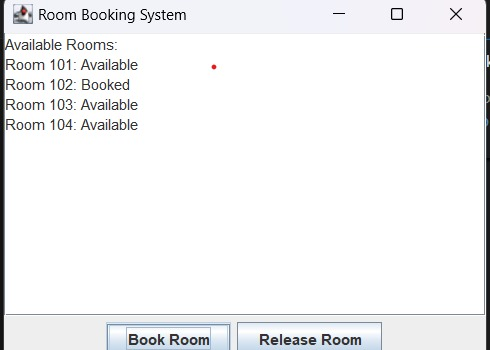 Room Booking System
Available Rooms:
Room 101: Available
Room 102: Booked
Room 103: Available
Room 104: Available
Book Room Release Room